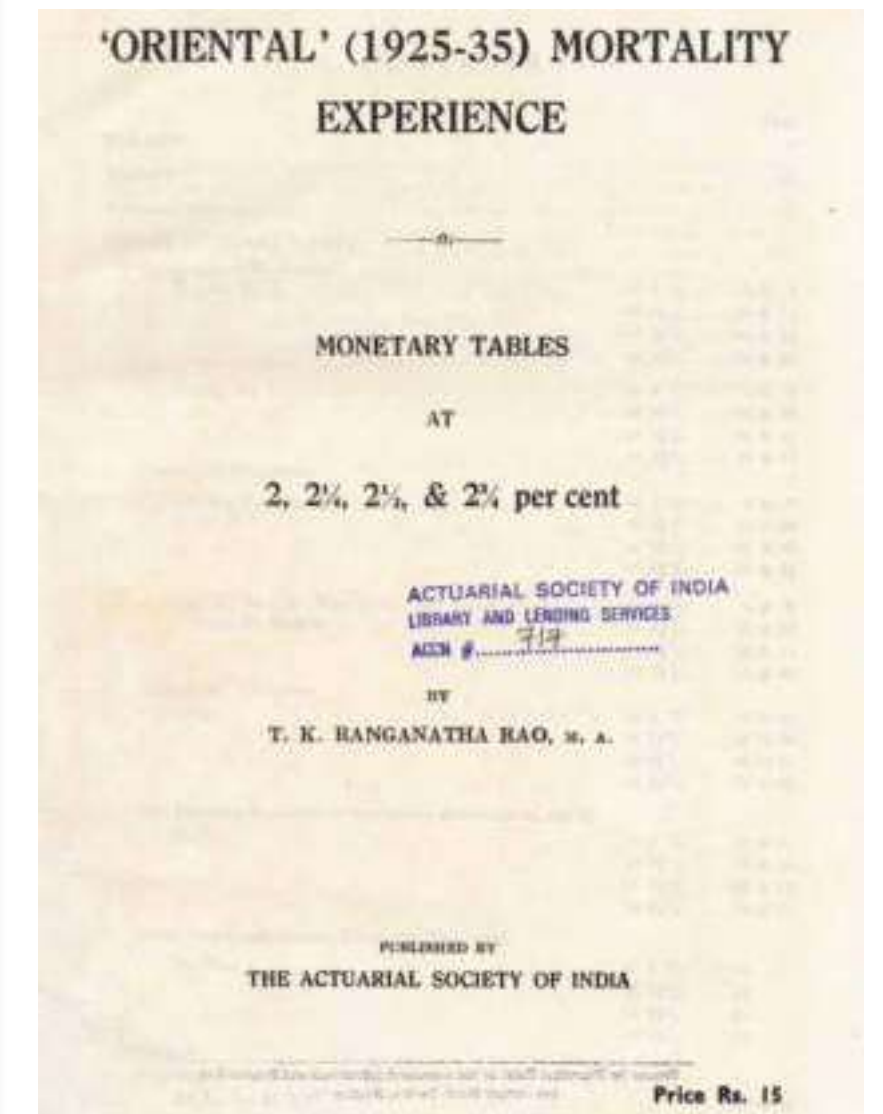 ‘ORIENTAL’ (1925-35) MORTALITY
EXPERIENCE
MONETARY TABLES
AT
2, 2¼, 2½, & 2¾ per cent
ACTUARIAL SOCIETY OF INDIA
LIBRARY AND LENDING SERVICES
ACCN #..........717....................
BY
T. K. RANGANATHA RAO, M. A.
PUBLISHED BY
THE ACTUARIAL SOCIETY OF INDIA
Price Rs. 15